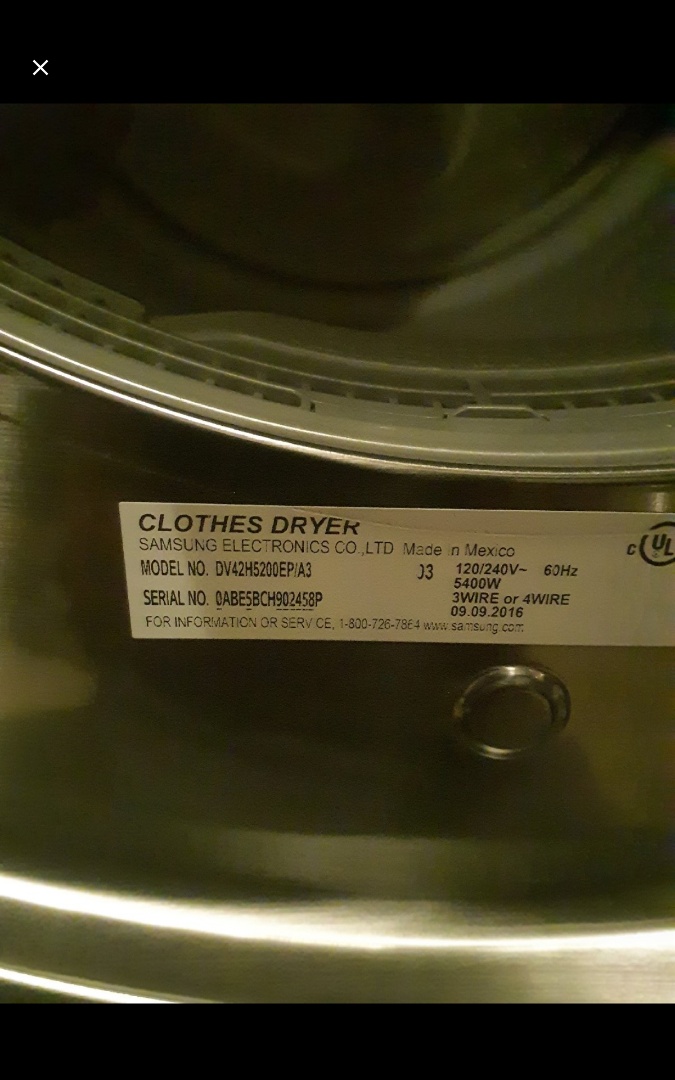 CLOTHES DRYER
SAMSUNG ELECTRONICS CO.,LTD Made in Mexico
MODEL NO. DV42H5200EP/A3 03 120/240V~ 60Hz
5400W
SERIAL NO. 0ABE5BCH902458P 3WIRE or 4WIRE
09.09.2016
FOR INFORMATION OR SERVICE, 1-800-726-7864 www.samsung.com
c UL